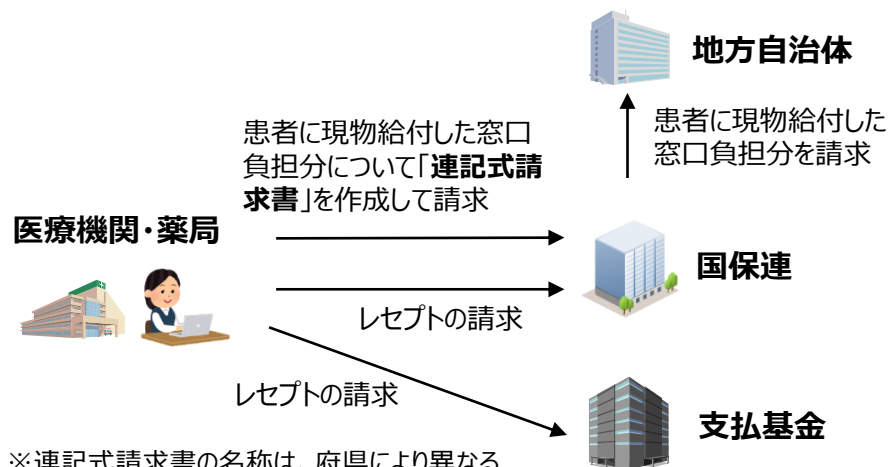 地方自治体
患者に現物給付した
窓口負担分を請求
患者に現物給付した窓口
負担分について「連記式請
求書」を作成して請求
医療機関・薬局
国保連
レセプトの請求
レセプトの請求
支払基金
※連記式請求書の名称は、府県により異なる